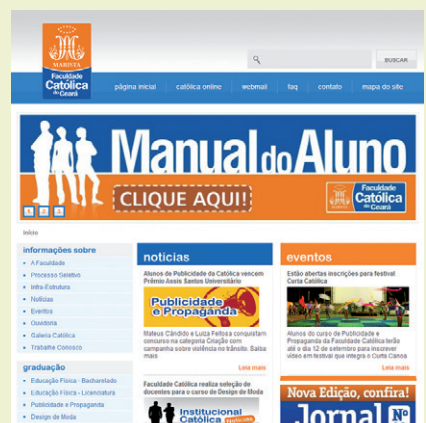 MARISTA
Faculdade
Católica
do Ceará
BUSCAR
página inicial
católica online
webmail
faq
contato
mapa do site
Manual do Aluno
CLIQUE AQUI!
Faculdade
Católica
do Ceará
1 2 3
Início
informações sobre
A Faculdade
Processo Seletivo
Infra-Estrutura
Notícias
Eventos
Ouvidoria
Galeria Católica
Trabalhe Conosco
graduação
Educação Física - Bacharelado
Educação Física - Licenciatura
Publicidade e Propaganda
Design de Moda
notícias
Alunos de Publicidade da Católica vencem
Prêmio Assis Santos Universitário
Publicidade
e Propaganda
Mateus Cândido e Luiza Feitosa conquistam
concurso na categoria Criação com
campanha sobre violência no trânsito. Saiba
mais
Leia mais
Faculdade Católica realiza seleção de
docentes para o curso de Design de Moda
Institucional
Católica Notícias
eventos
Estão abertas inscrições para festival
Curta Católica
Alunos do curso de Publicidade e
Propaganda da Faculdade Católica terão
até o dia 12 de setembro para inscrever
vídeo em festival que integra o Curta Canoa
Leia mais
Nova Edição, confira!
Jornal Nº